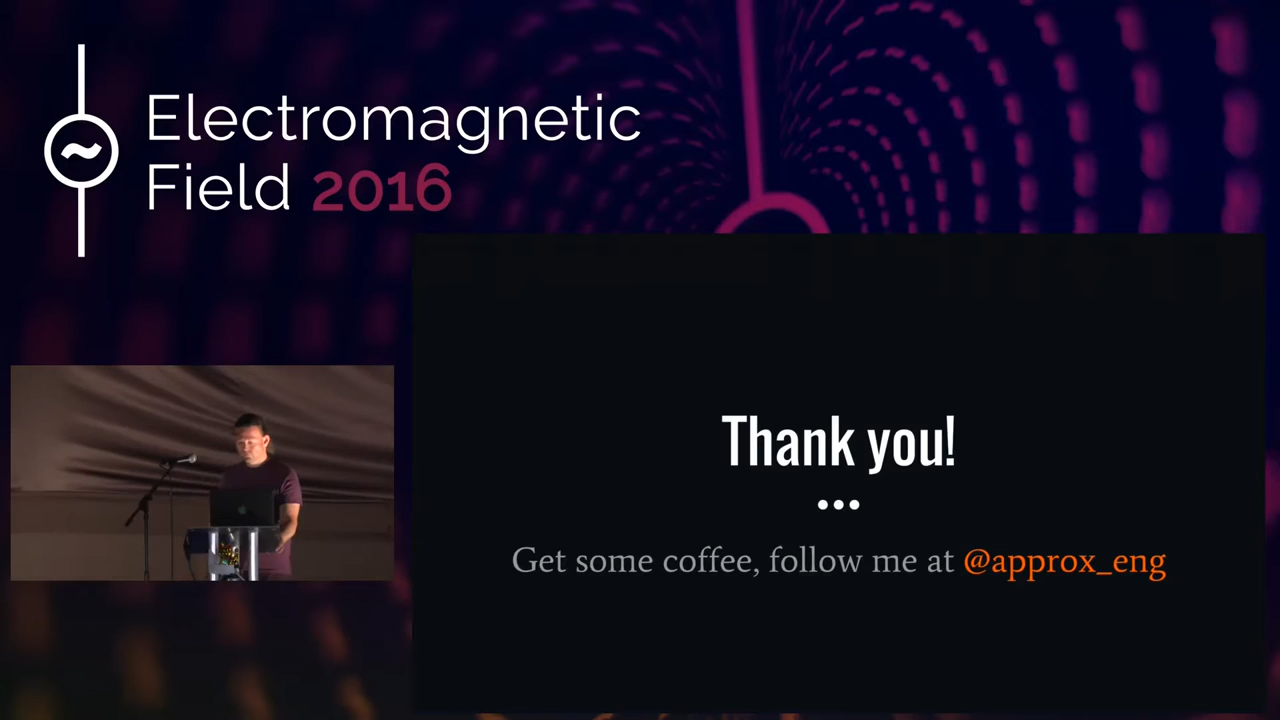 Electromagnetic
Field 2016
Thank you!
•••
Get some coffee, follow me at @approx_eng